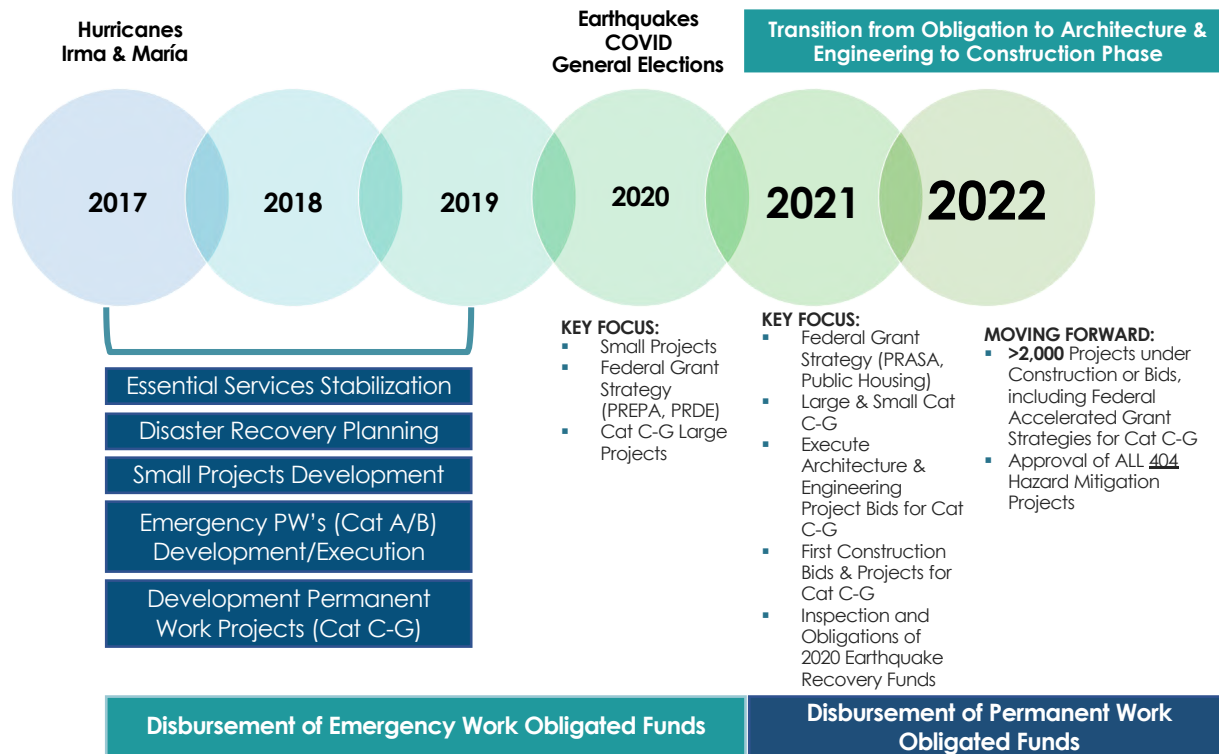 Hurricanes
Irma & María
Earthquakes
COVID
General Elections
Transition from Obligation to Architecture &
Engineering to Construction Phase
2017
2018
2019
2020
2021
2022
Essential Services Stabilization
Disaster Recovery Planning
Small Projects Development
Emergency PW's (Cat A/B)
Development/Execution
Development Permanent
Work Projects (Cat C-G)
KEY FOCUS:
▪ Small Projects
▪ Federal Grant
Strategy
(PREPA, PRDE)
▪ Cat C-G Large
Projects
KEY FOCUS:
▪ Federal Grant
Strategy (PRASA,
Public Housing)
▪ Large & Small Cat
C-G
▪ Execute
Architecture &
Engineering
Project Bids for Cat
C-G
▪ First Construction
Bids & Projects for
Cat C-G
▪ Inspection and
Obligations of
2020 Earthquake
Recovery Funds
MOVING FORWARD:
▪ >2,000 Projects under
Construction or Bids,
including Federal
Accelerated Grant
Strategies for Cat C-G
▪ Approval of ALL 404
Hazard Mitigation
Projects
Disbursement of Emergency Work Obligated Funds
Disbursement of Permanent Work
Obligated Funds